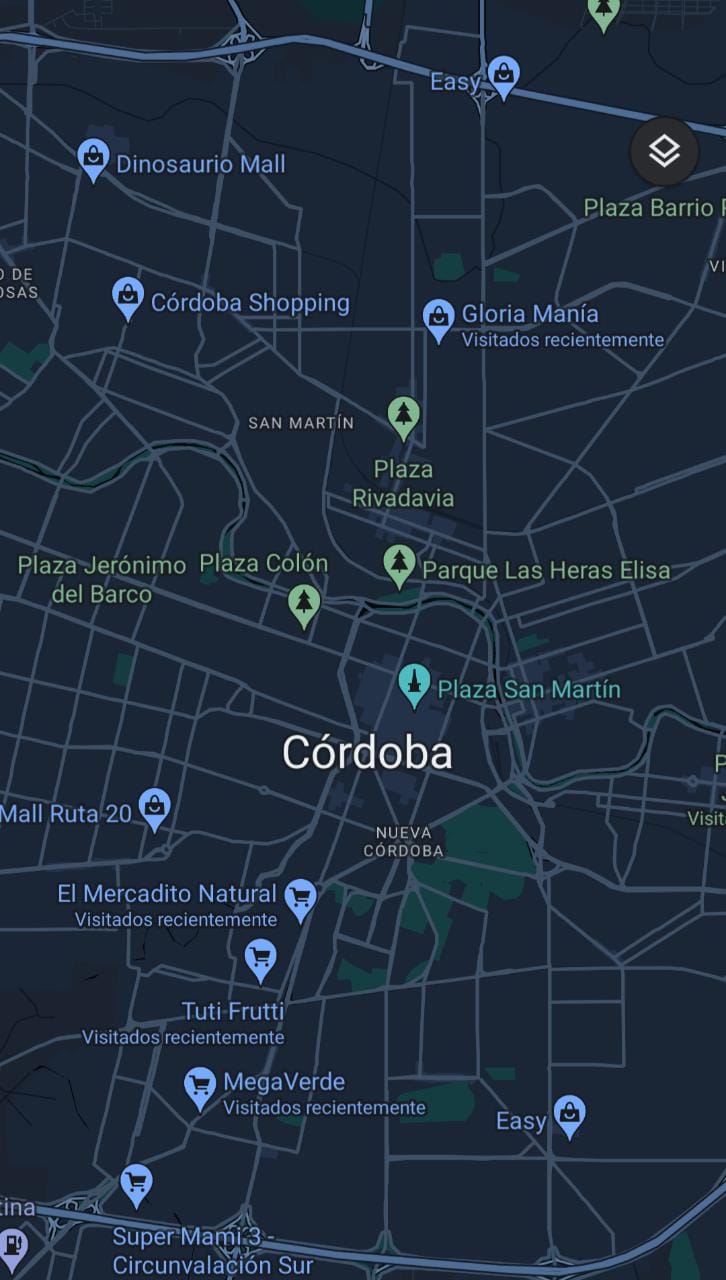 Easy
Dinosaurio Mall
Plaza Barrio
O DE
OSAS
VI
Córdoba Shopping
Gloria Manía
Visitados recientemente
SAN MARTÍN
Plaza
Rivadavia
Plaza Jerónimo
del Barco
Plaza Colón
Parque Las Heras Elisa
Plaza San Martín
Córdoba
P
Mall Ruta 20
Visit
NUEVA
CÓRDOBA
El Mercadito Natural
Visitados recientemente
Tuti Frutti
Visitados recientemente
MegaVerde
Visitados recientemente
Easy
tina
Super Mami 3 -
Circunvalación Sur